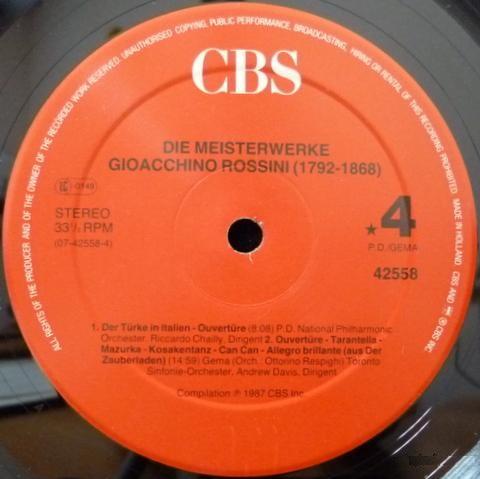 ALL RIGHTS OF THE PRODUCER AND OF THE OWNER OF THE RECORDED WORK RESERVED. UNAUTHORISED COPYING, PUBLIC PERFORMANCE, BROADCASTING, HIRING OR RENTAL OF THIS RECORDING PROHIBITED MADE IN HOLLAND CBS AND ℗ CBS INC
CBS
DIE MEISTERWERKE
GIOACCHINO ROSSINI (1792-1868)
STEREO
33⅓ RPM
(07-42558-4)
★4
P.D./GEMA
42558
1. Der Türke in Italien - Ouvertüre (8:08) P.D. National Philharmonic
Orchester, Riccardo Chailly, Dirigent 2. Ouvertüre - Tarantella -
Mazurka - Kosakentanz - Can Can - Allegro brillante (aus Der
Zauberladen) (14:59) Gema (Orch.: Ottorino Respighi) Toronto
Sinfonie-Orchester, Andrew Davis, Dirigent
Compilation ℗ 1987 CBS Inc.